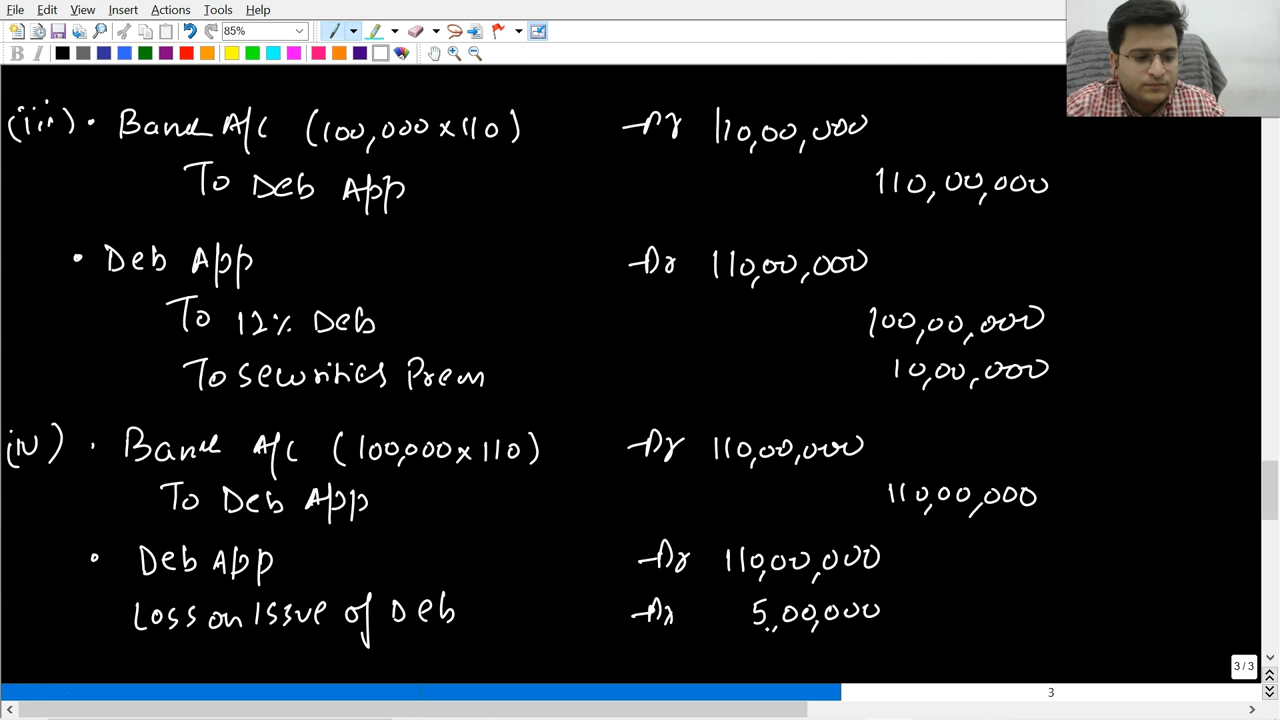 File Edit View Insert Actions Tools Help
85%
B I U
(iii) • Bank A/c (100,000 x 110) Dr 110,00,000
To Deb App 110,00,000
• Deb App Dr 110,00,000
To 12% Deb 100,00,000
To Securities Prem 10,00,000
(iv) • Bank A/c (100,000 x 110) Dr 110,00,000
To Deb App 110,00,000
• Deb App Dr 110,00,000
Loss on Issue of Deb Dr 5,00,000
3 / 3
3